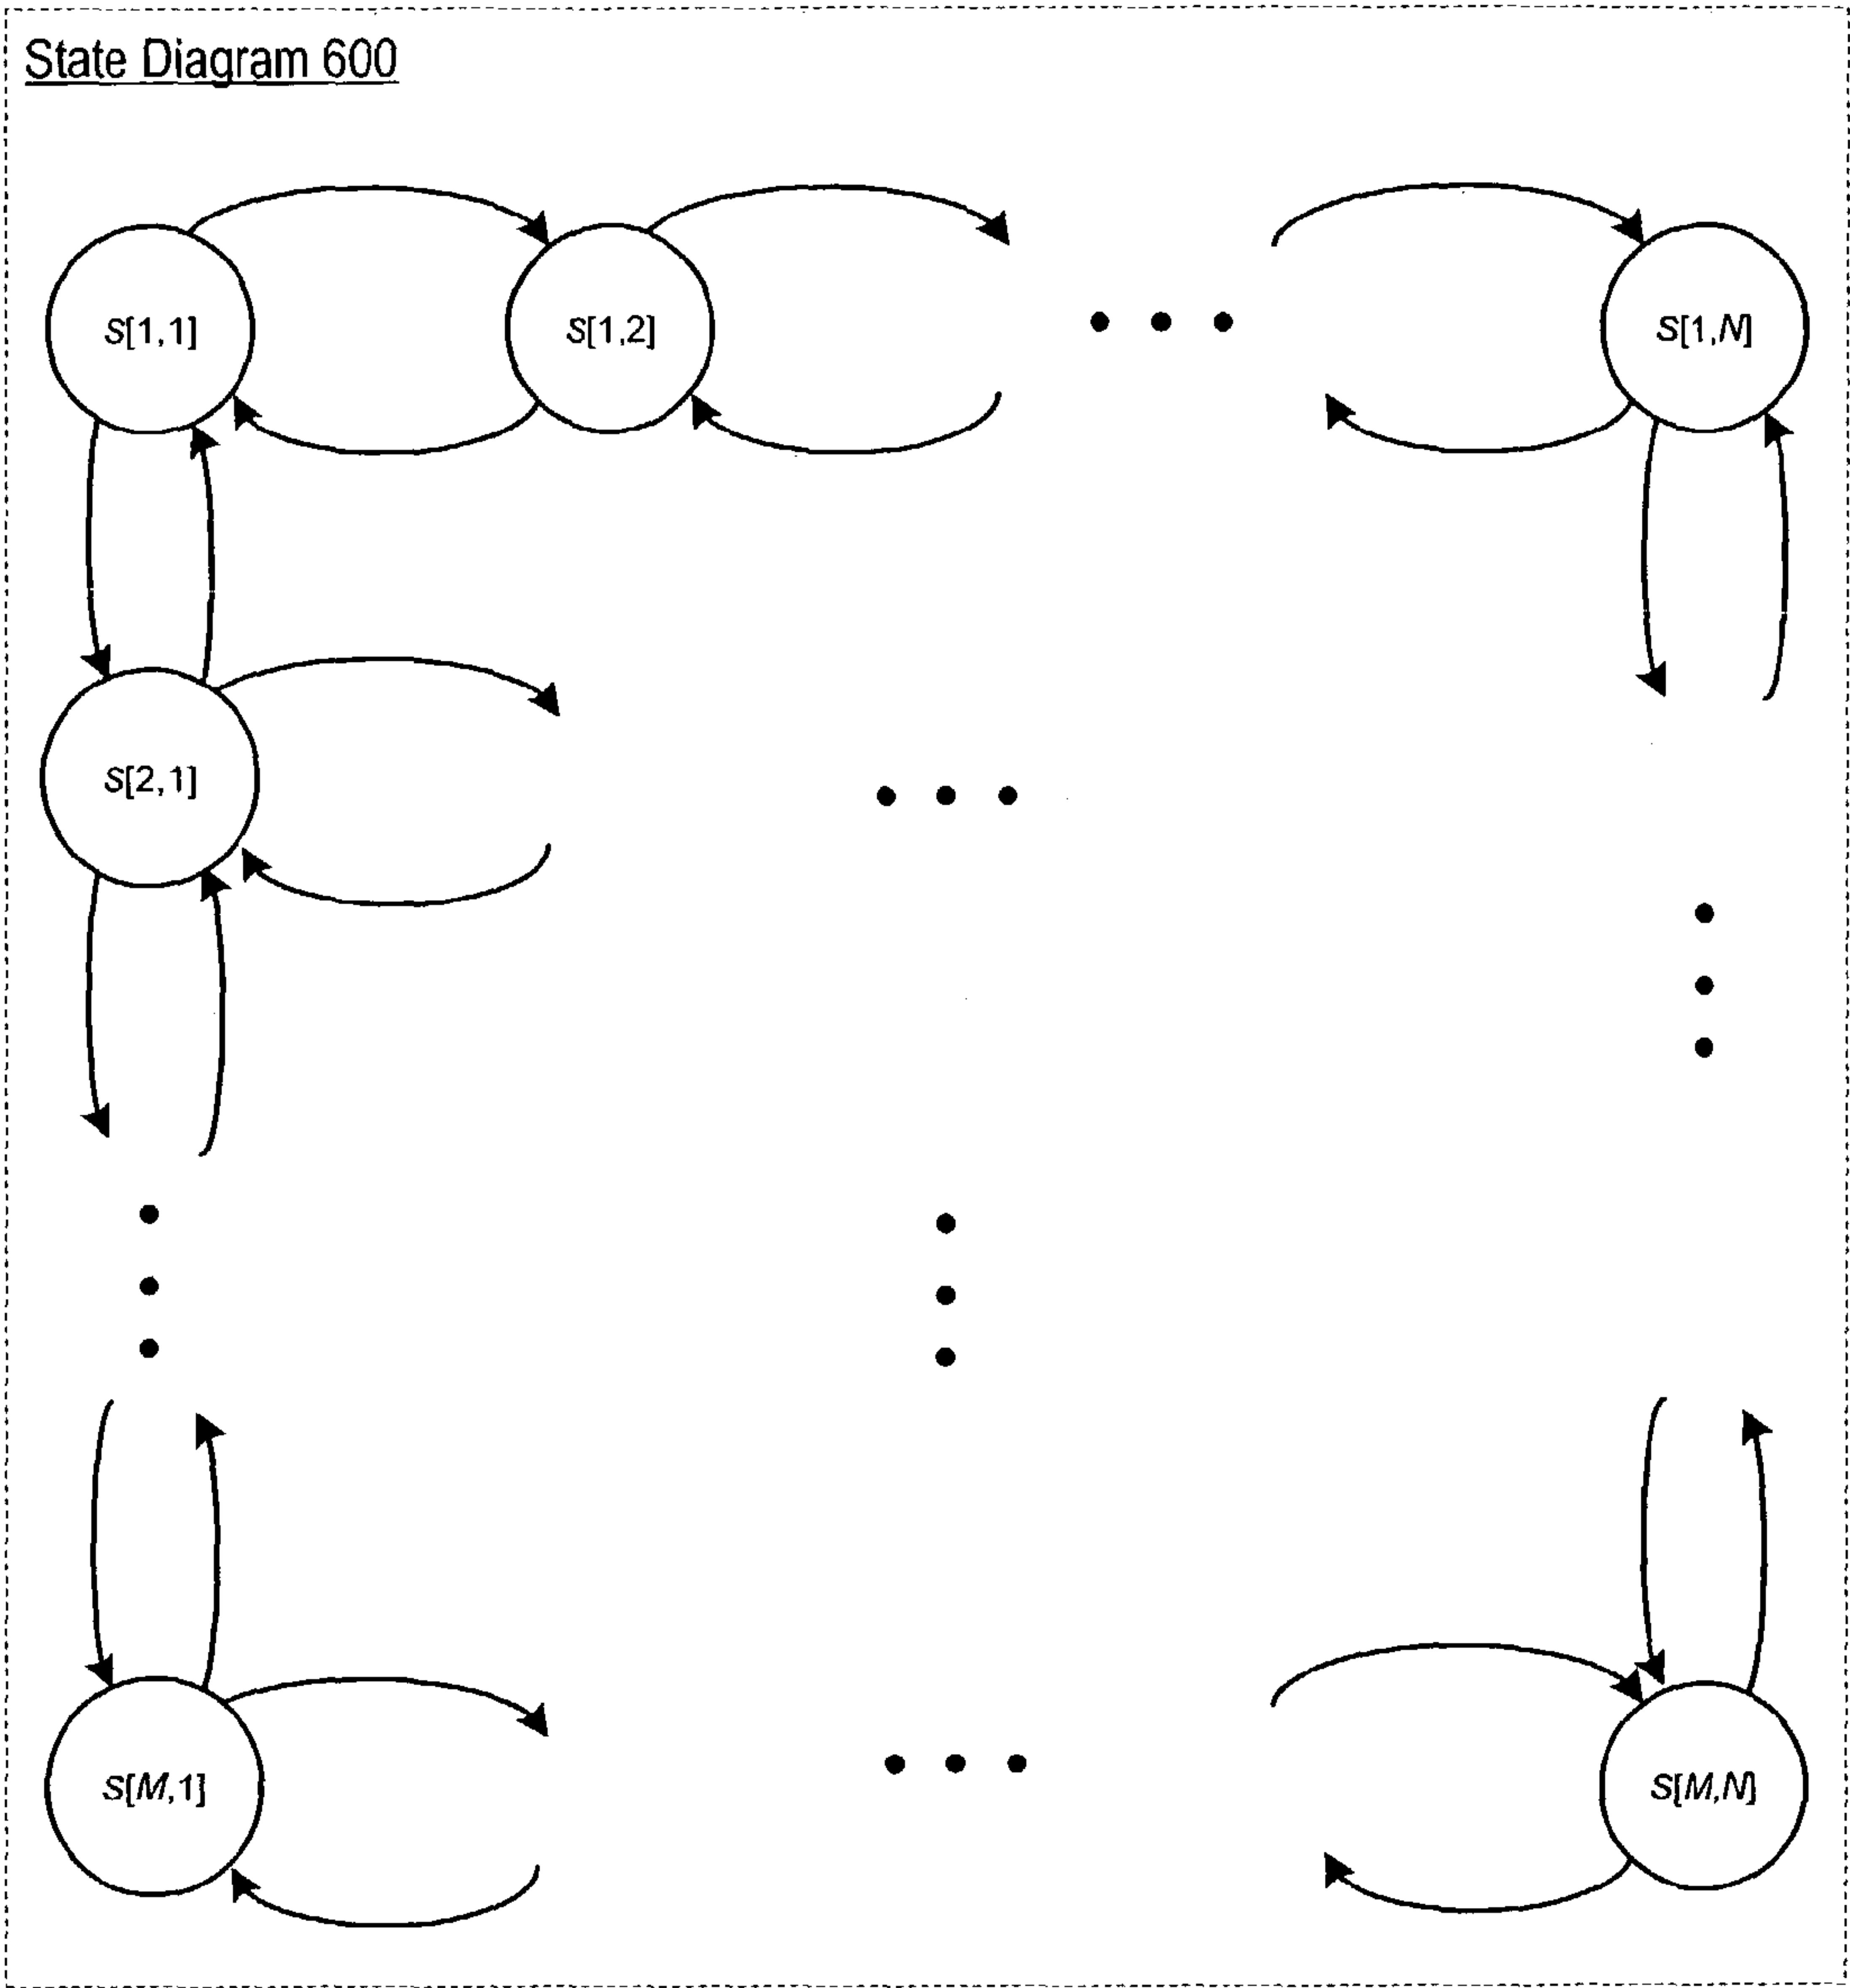 State Diagram 600
S[1,1]
S[1,2]
S[1,N]
S[2,1]
S[M,1]
S[M,N]